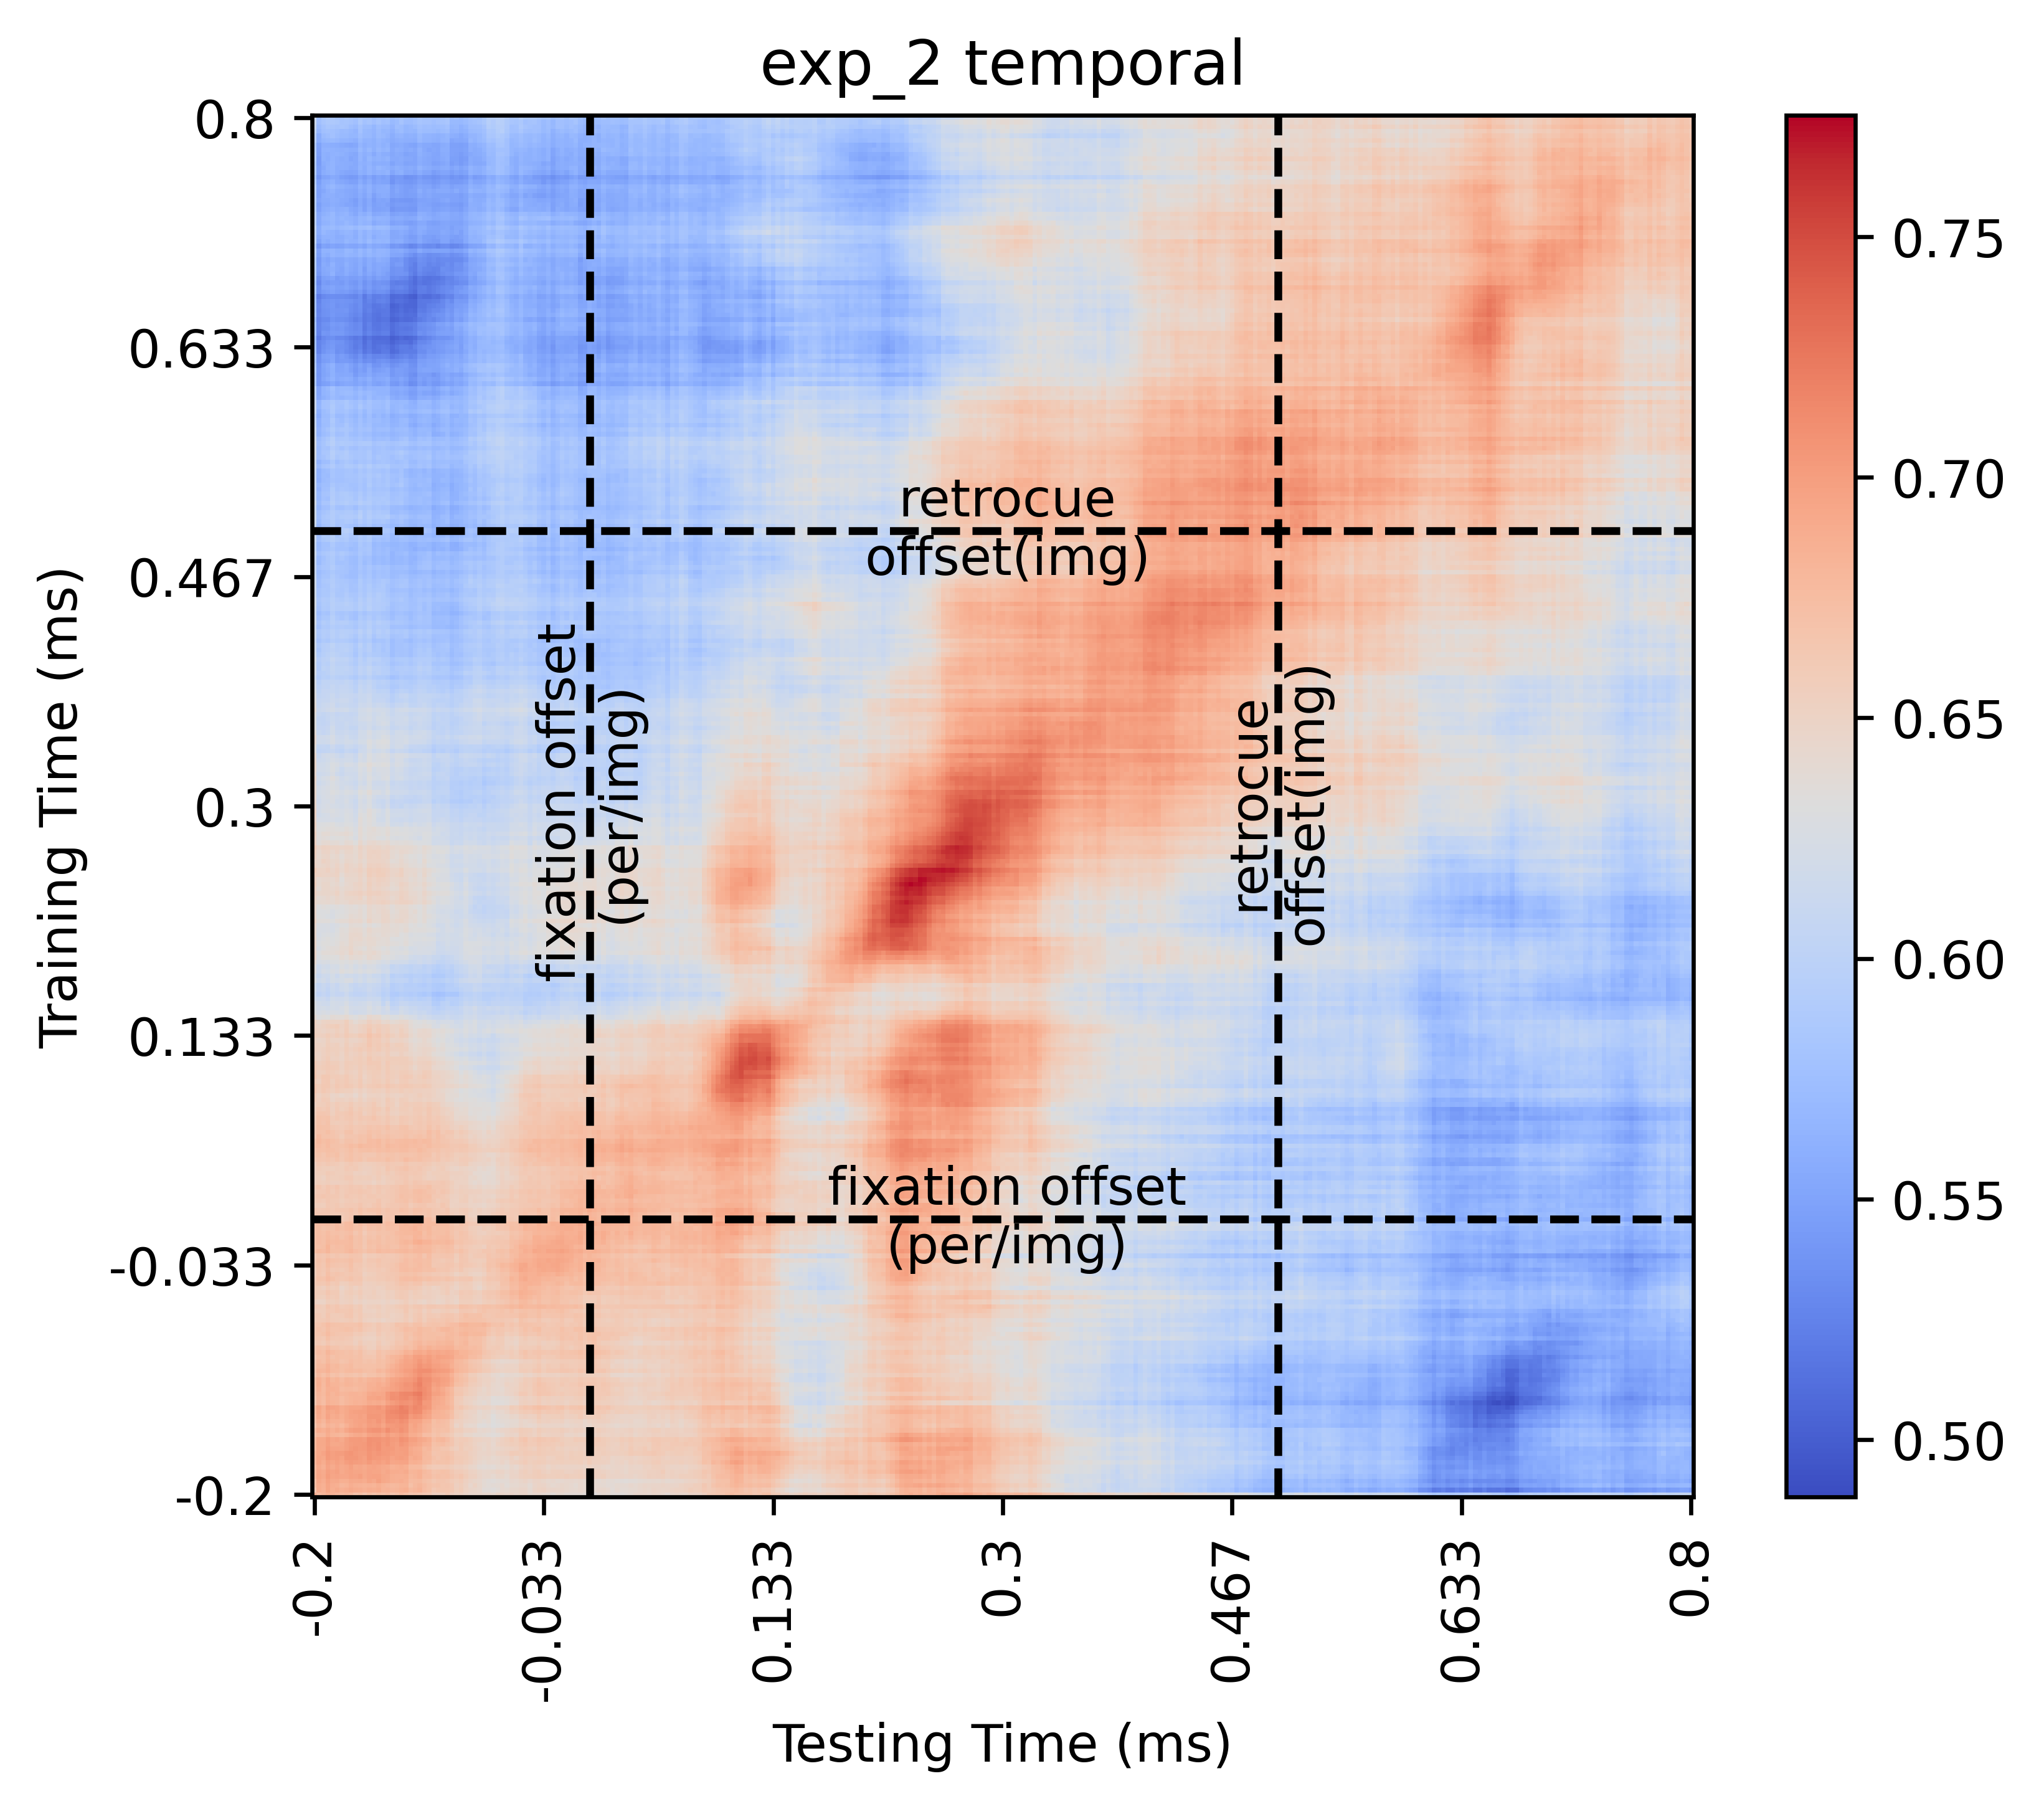 exp_2 temporal
0.8
0.633
0.467
0.3
0.133
-0.033
-0.2
Training Time (ms)
retrocue
offset(img)
fixation offset
(per/img)
retrocue
offset(img)
fixation offset
(per/img)
-0.2
-0.033
0.133
0.3
0.467
0.633
0.8
Testing Time (ms)
0.75
0.70
0.65
0.60
0.55
0.50